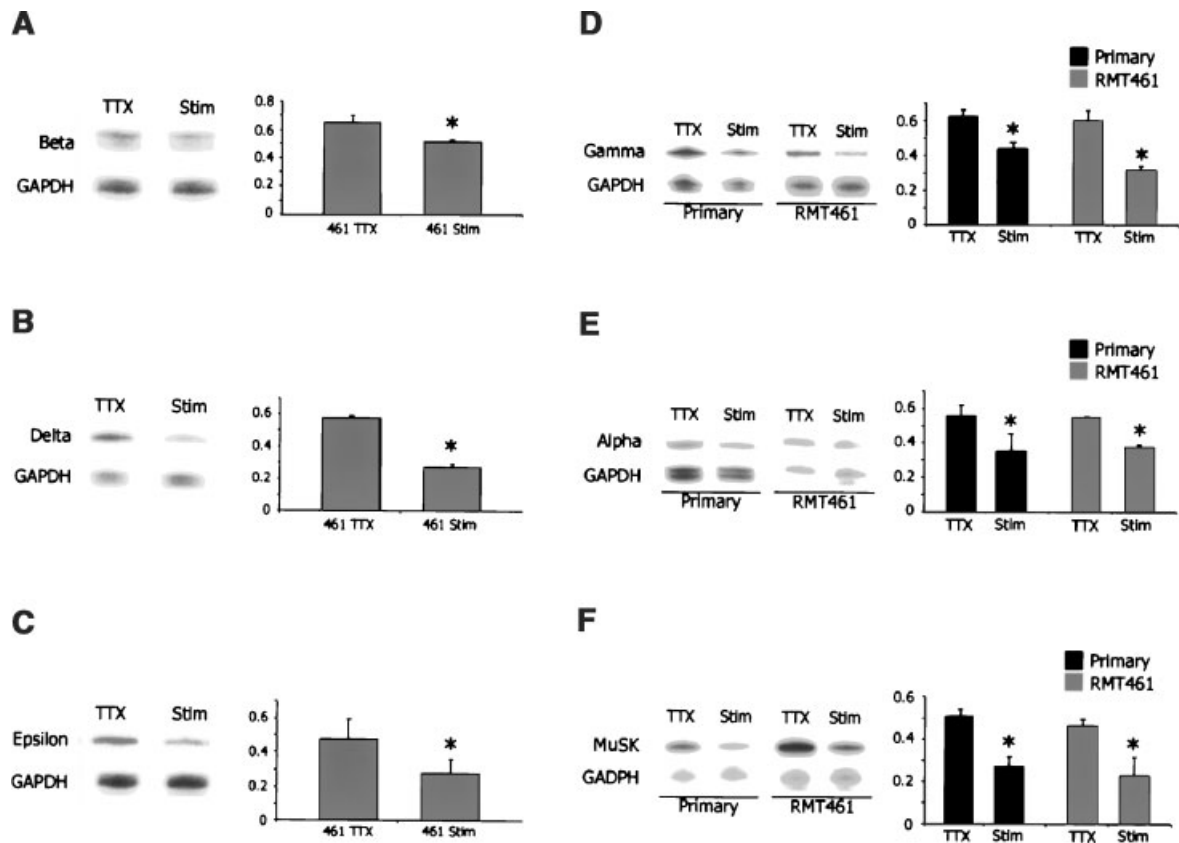 A
TTX Stim
Beta
GAPDH
0.8
0.6
0.4
0.2
0
*
461 TTX 461 Stim
B
TTX Stim
Delta
GAPDH
0.6
0.4
0.2
0
*
461 TTX 461 Stim
C
TTX Stim
Epsilon
GAPDH
0.6
0.4
0.2
0
*
461 TTX 461 Stim
D
Primary
RMT461
TTX Stim TTX Stim
Gamma
GAPDH
Primary RMT461
0.6
0.4
0.2
0
* *
TTX Stim TTX Stim
E
Primary
RMT461
TTX Stim TTX Stim
Alpha
GAPDH
Primary RMT461
0.6
0.4
0.2
0
* *
TTX Stim TTX Stim
F
Primary
RMT461
TTX Stim TTX Stim
MuSK
GADPH
Primary RMT461
0.6
0.4
0.2
0
* *
TTX Stim TTX Stim